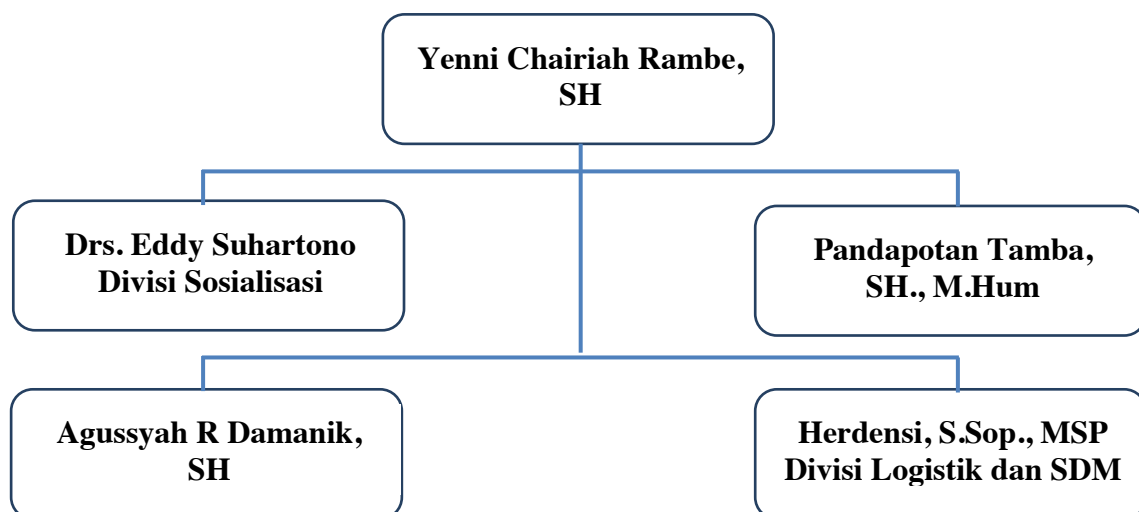 Yenni Chairiah Rambe,
SH
Drs. Eddy Suhartono
Divisi Sosialisasi
Pandapotan Tamba,
SH., M.Hum
Agussyah R Damanik,
SH
Herdensi, S.Sop., MSP
Divisi Logistik dan SDM